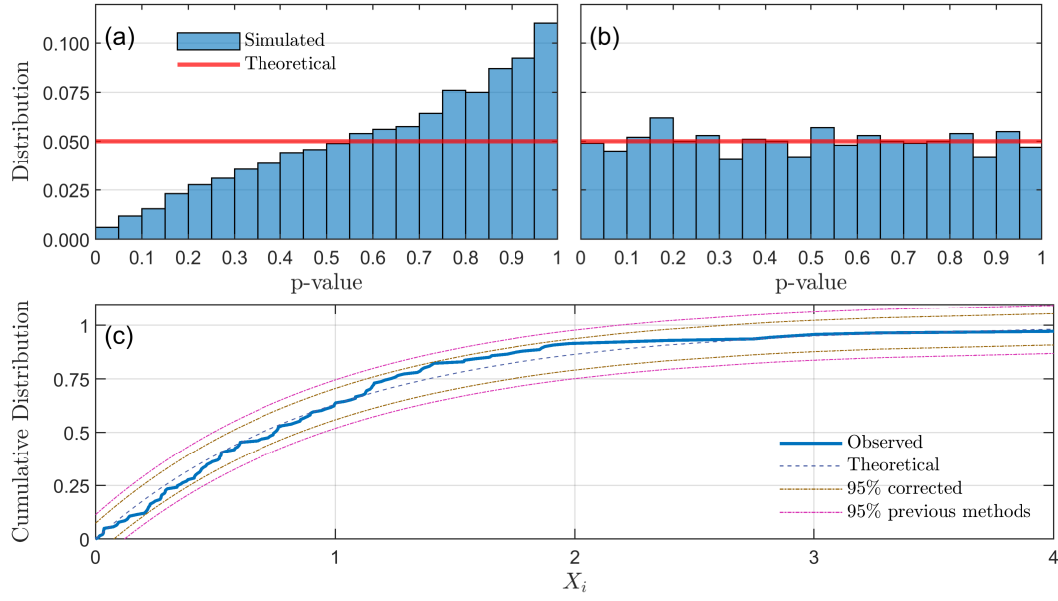 (a)
Simulated
Theoretical
(b)
Distribution
0.100
0.075
0.050
0.025
0.000
0 0.1 0.2 0.3 0.4 0.5 0.6 0.7 0.8 0.9 1
p-value
0 0.1 0.2 0.3 0.4 0.5 0.6 0.7 0.8 0.9 1
p-value
(c)
Cumulative Distribution
1
0.75
0.5
0.25
0
Observed
Theoretical
95% corrected
95% previous methods
0 1 2 3 4
X_i